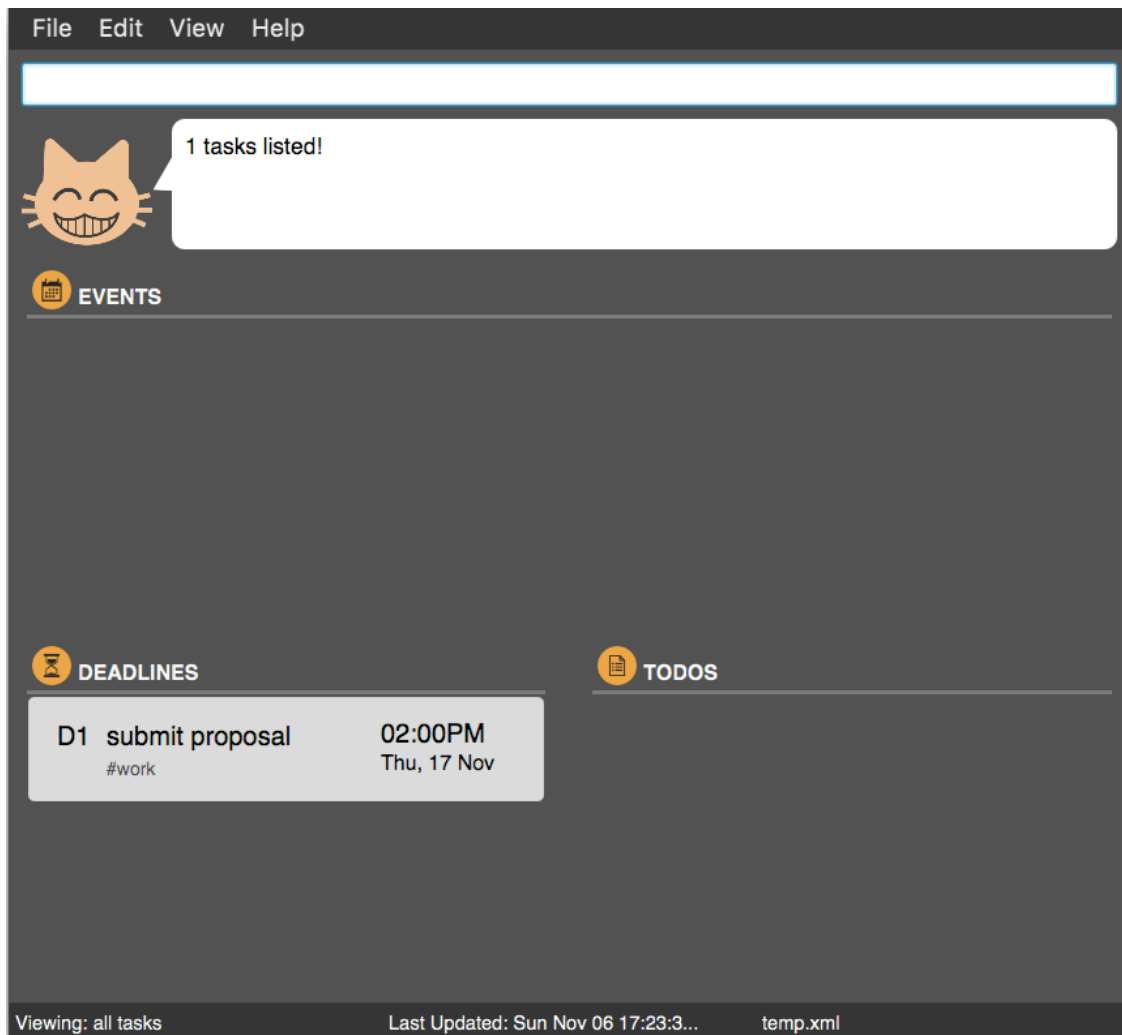 File Edit View Help
1 tasks listed!
EVENTS
DEADLINES
TODOS
D1 submit proposal 02:00PM
#work Thu, 17 Nov
Viewing: all tasks Last Updated: Sun Nov 06 17:23:3... temp.xml